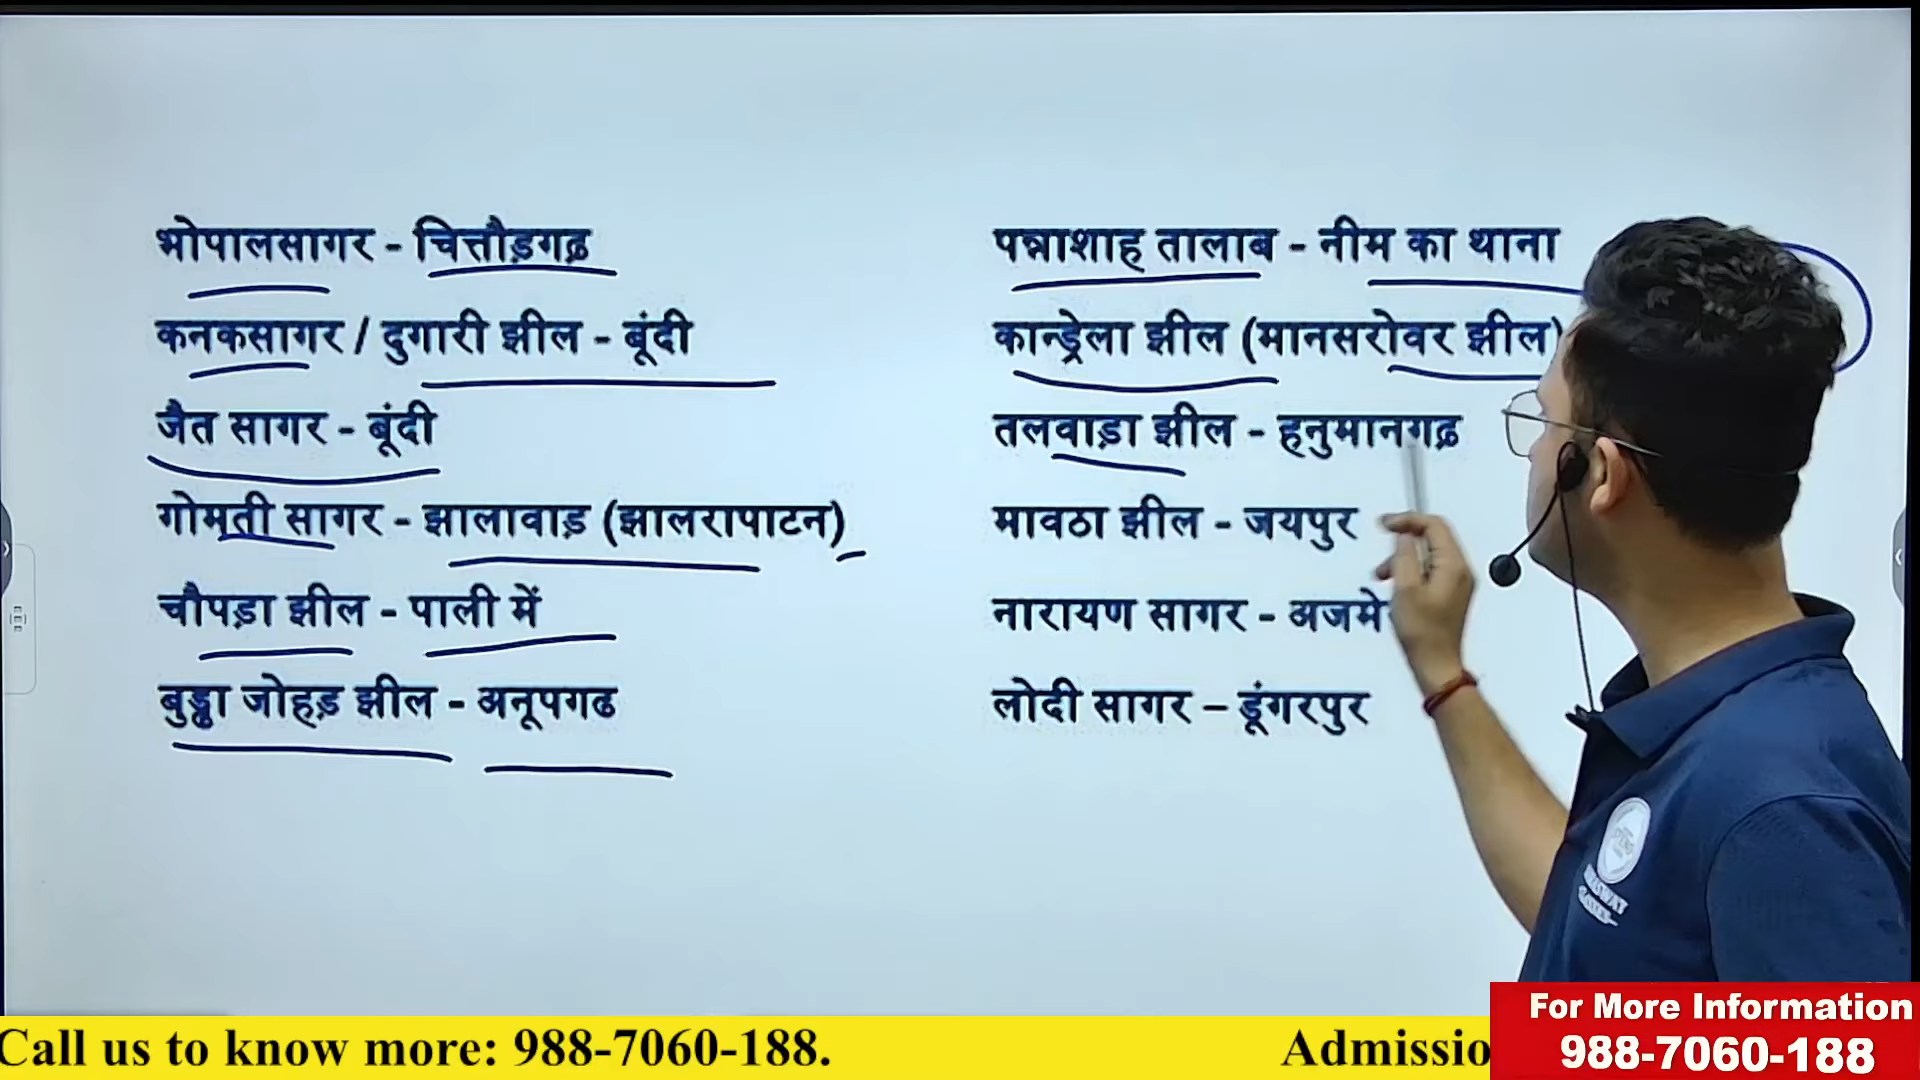 भोपालसागर - चित्तौड़गढ़
कनकसागर / दुगारी झील - बूंदी
जैत सागर - बूंदी
गोमती सागर - झालावाड़ (झालरापाटन)
चौपड़ा झील - पाली में
बुड्ढा जोहड़ झील - अनूपगढ
पन्नाशाह तालाब - नीम का थाना
कान्ड्रेला झील (मानसरोवर झील)
तलवाड़ा झील - हनुमानगढ़
मावठा झील - जयपुर
नारायण सागर - अजमे
लोदी सागर – डूंगरपुर
Call us to know more: 988-7060-188.
Admissio
For More Information
988-7060-188